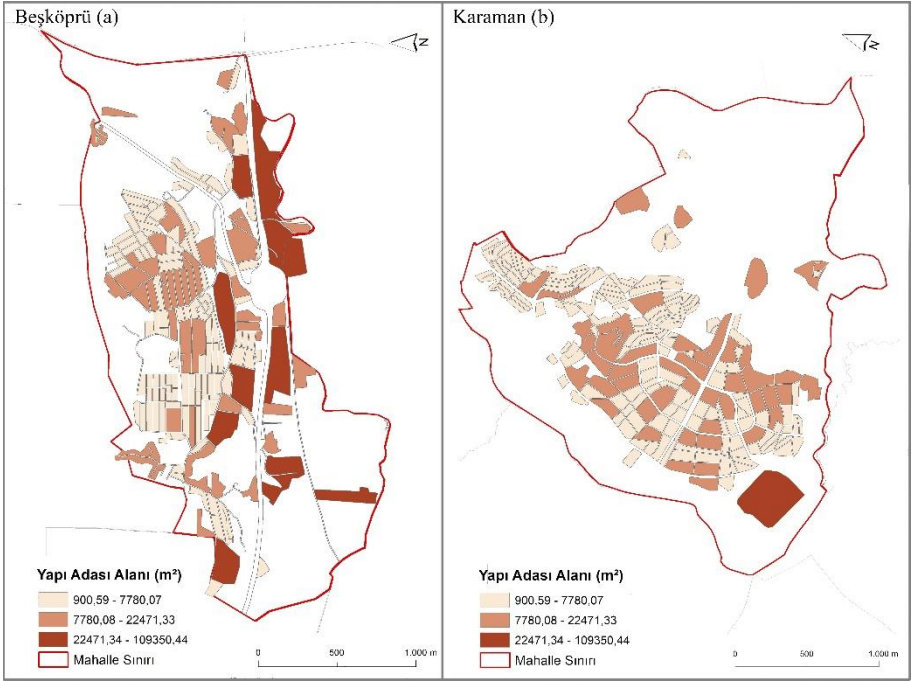 Beşköprü (a)
N
Yapı Adası Alanı (m²)
900,59 - 7780,07
7780,08 - 22471,33
22471,34 - 109350,44
Mahalle Sınırı
0 500 1.000 m
Karaman (b)
N
Yapı Adası Alanı (m²)
900,59 - 7780,07
7780,08 - 22471,33
22471,34 - 109350,44
Mahalle Sınırı
0 500 1.000 m